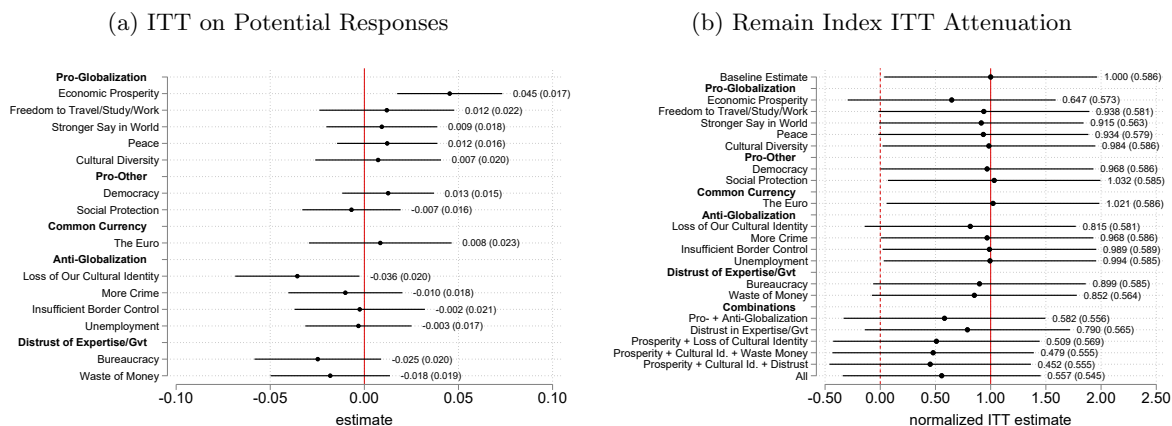 (a) ITT on Potential Responses
Pro-Globalization
Economic Prosperity 0.045 (0.017)
Freedom to Travel/Study/Work 0.012 (0.022)
Stronger Say in World 0.009 (0.018)
Peace 0.012 (0.016)
Cultural Diversity 0.007 (0.020)
Pro-Other
Democracy 0.013 (0.015)
Social Protection -0.007 (0.016)
Common Currency
The Euro 0.008 (0.023)
Anti-Globalization
Loss of Our Cultural Identity -0.036 (0.020)
More Crime -0.010 (0.018)
Insufficient Border Control -0.002 (0.021)
Unemployment -0.003 (0.017)
Distrust of Expertise/Gvt
Bureaucracy -0.025 (0.020)
Waste of Money -0.018 (0.019)
-0.10 -0.05 0.00 0.05 0.10
estimate
(b) Remain Index ITT Attenuation
Baseline Estimate 1.000 (0.586)
Pro-Globalization
Economic Prosperity 0.647 (0.573)
Freedom to Travel/Study/Work 0.938 (0.581)
Stronger Say in World 0.915 (0.563)
Peace 0.934 (0.579)
Cultural Diversity 0.984 (0.586)
Pro-Other
Democracy 0.968 (0.586)
Social Protection 1.032 (0.585)
Common Currency
The Euro 1.021 (0.586)
Anti-Globalization
Loss of Our Cultural Identity 0.815 (0.581)
More Crime 0.968 (0.586)
Insufficient Border Control 0.989 (0.589)
Unemployment 0.994 (0.585)
Distrust of Expertise/Gvt
Bureaucracy 0.899 (0.585)
Waste of Money 0.852 (0.564)
Combinations
Pro- + Anti-Globalization 0.582 (0.556)
Distrust in Expertise/Gvt 0.790 (0.565)
Prosperity + Loss of Cultural Identity 0.509 (0.569)
Prosperity + Cultural Id. + Waste Money 0.479 (0.555)
Prosperity + Cultural Id. + Distrust 0.452 (0.555)
All 0.557 (0.545)
-0.50 0.00 0.50 1.00 1.50 2.00 2.50
normalized ITT estimate